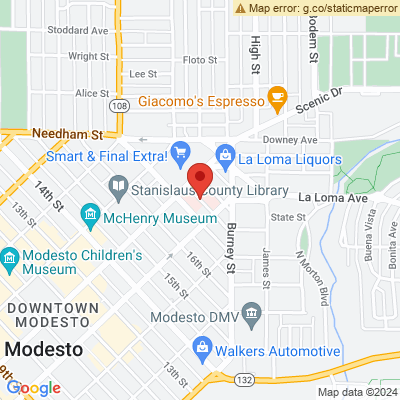 Map error: g.co/staticmaperror
Stoddard Ave
Wright St
Lee St
Floto St
High St
Modem St
Alice St
108
Giacomo's Espresso
Scenic Dr
Needham St
Downey Ave
Smart & Final Extra!
La Loma Liquors
14th St
Stanislaus County Library
La Loma Ave
13th St
McHenry Museum
State St
Burney St
Buena Vista
Bonita Ave
Modesto Children's
Museum
16th St
James St
N Morton Blvd
15th St
DOWNTOWN
MODESTO
Modesto DMV
Modesto
Walkers Automotive
9th St
13th St
132
Google
Map data ©2024